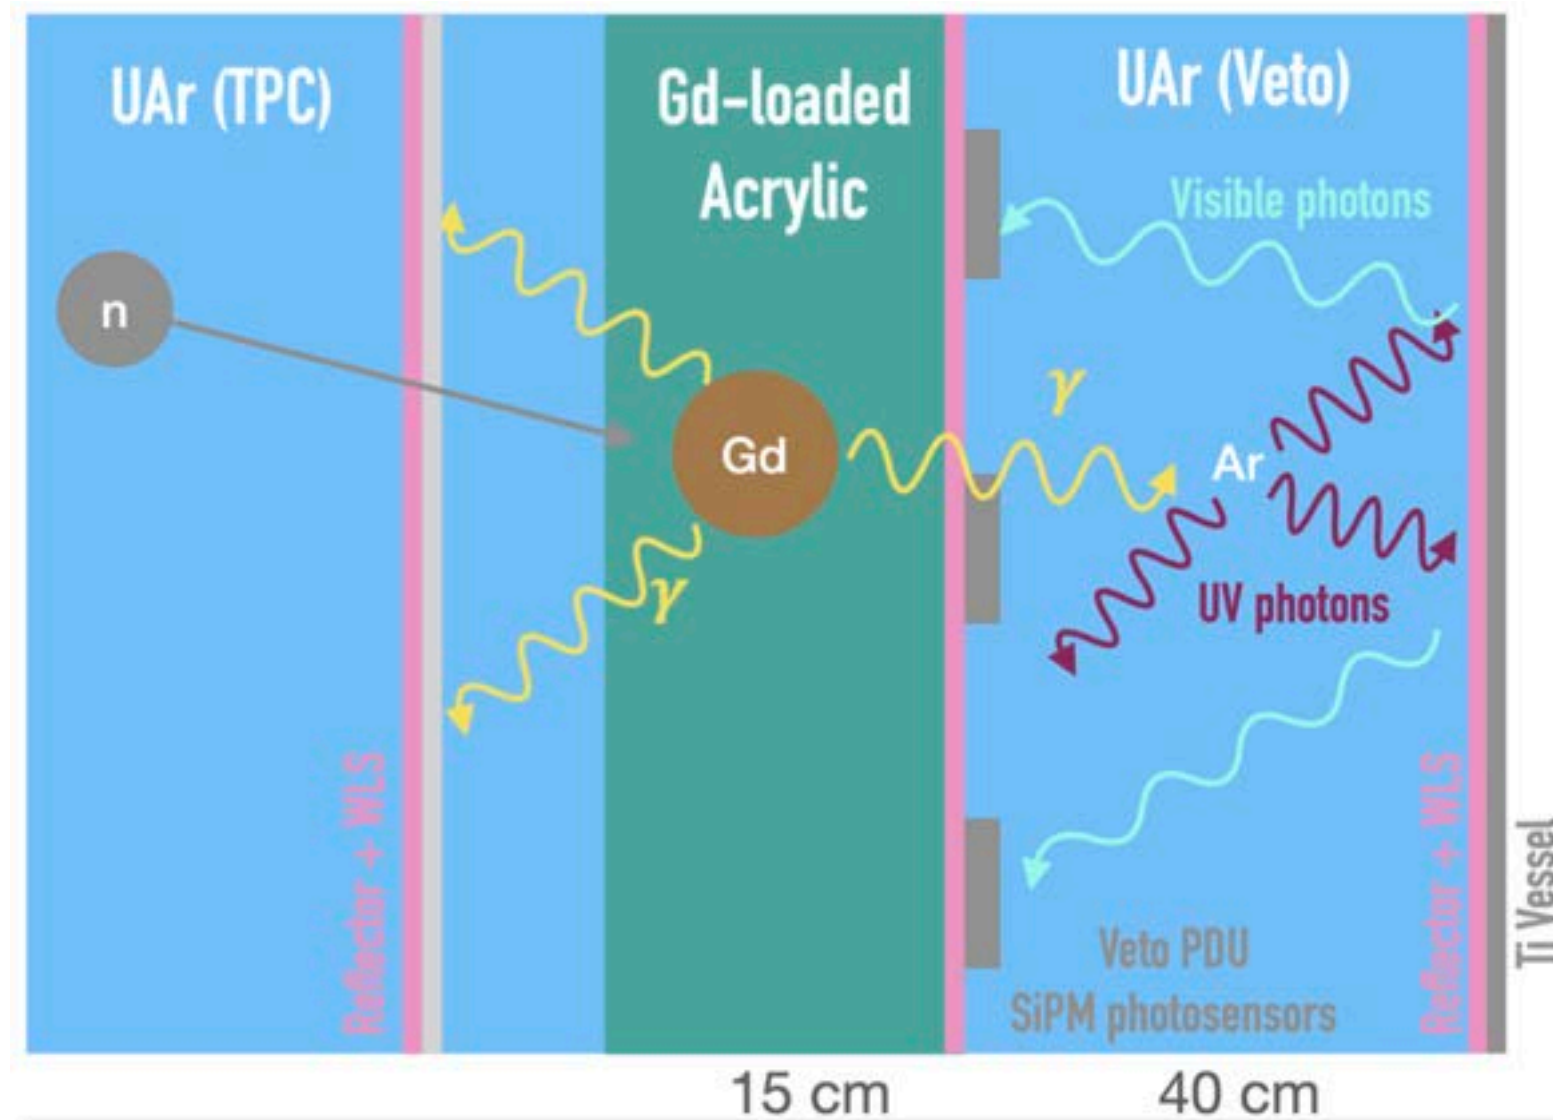 UAr (TPC)
Gd-loaded
Acrylic
UAr (Veto)
Visible photons
n
γ
Gd
Ar
γ
UV photons
Reflector + WLS
Reflector + WLS
Ti Vessel
Veto PDU
SiPM photosensors
15 cm
40 cm